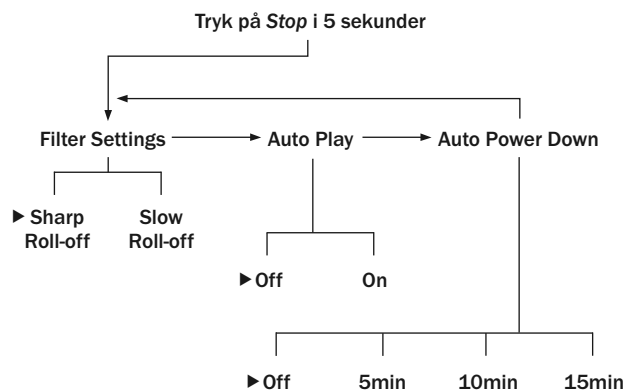 Tryk på Stop i 5 sekunder
Filter Settings
Auto Play
Auto Power Down
▶ Sharp Roll-off
Slow Roll-off
▶ Off
On
▶ Off
5min
10min
15min